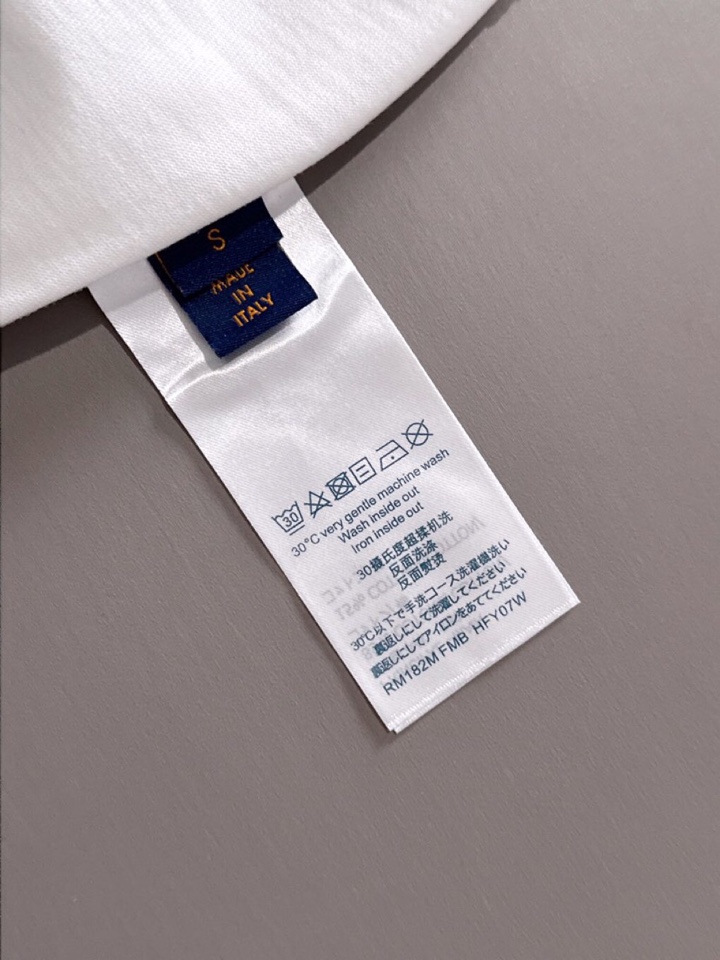 S
MADE
IN
ITALY
30
30°C very gentle machine wash
Wash inside out
Iron inside out
30摄氏度超揉机洗
反面洗涤
反面熨烫
30℃以下で手洗コース洗濯機洗い
裏返しにして洗濯してください
裏返しにしてアイロンをあててください
RM182M FMB HFY07W